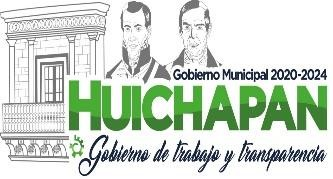 Gobierno Municipal 2020-2024
HUICHAPAN
Gobierno de trabajo y transparencia